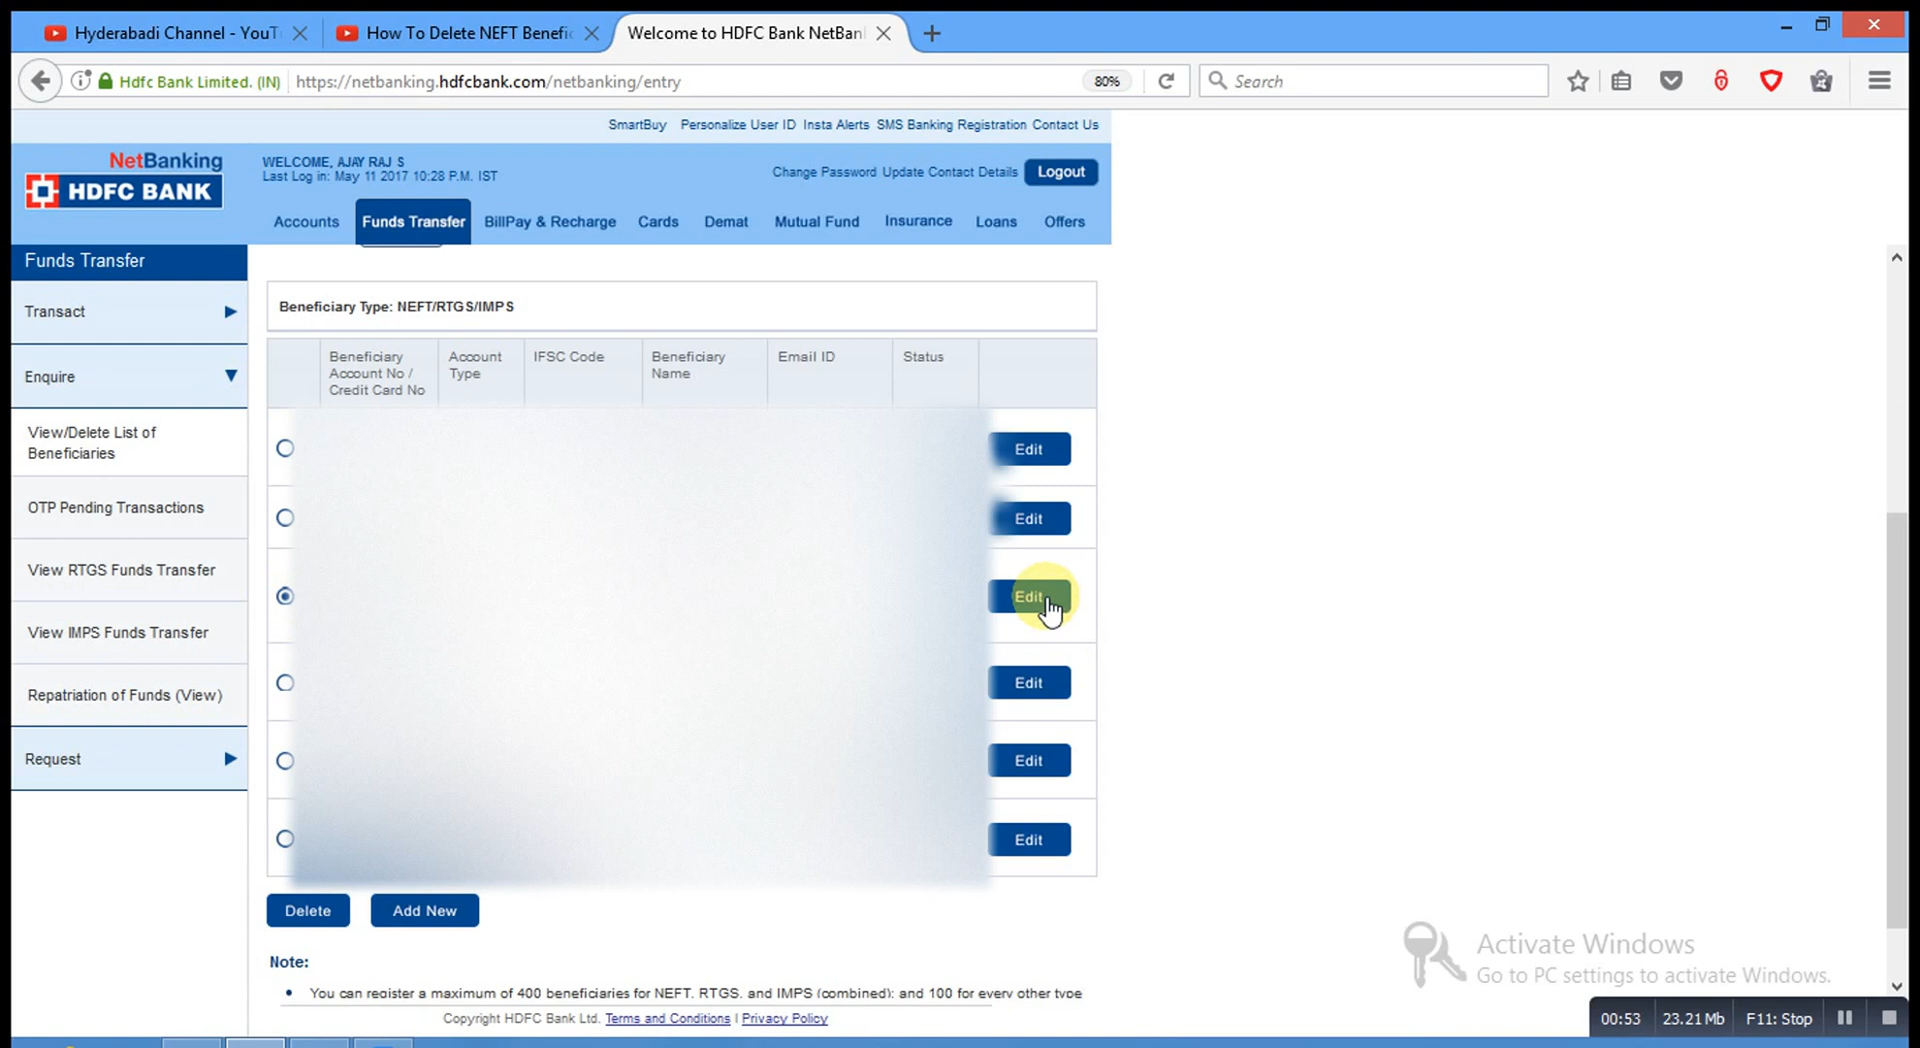 Hyderabadi Channel - YouT
How To Delete NEFT Benefic
Welcome to HDFC Bank NetBan
Hdfc Bank Limited. (IN)
https://netbanking.hdfcbank.com/netbanking/entry
80%
Search
SmartBuy Personalize User ID Insta Alerts SMS Banking Registration Contact Us
NetBanking
HDFC BANK
WELCOME, AJAY RAJ S
Last Log in: May 11 2017 10:28 P.M. IST
Change Password Update Contact Details Logout
Accounts Funds Transfer BillPay & Recharge Cards Demat Mutual Fund Insurance Loans Offers
Funds Transfer
Transact
Enquire
View/Delete List of
Beneficiaries
OTP Pending Transactions
View RTGS Funds Transfer
View IMPS Funds Transfer
Repatriation of Funds (View)
Request
Beneficiary Type: NEFT/RTGS/IMPS
Beneficiary
Account No /
Credit Card No
Account
Type
IFSC Code
Beneficiary
Name
Email ID
Status
Edit
Edit
Edit
Edit
Edit
Edit
Delete
Add New
Note:
• You can register a maximum of 400 beneficiaries for NEFT, RTGS, and IMPS (combined); and 100 for every other type
Copyright HDFC Bank Ltd. Terms and Conditions | Privacy Policy
Activate Windows
Go to PC settings to activate Windows.
00:53 23.21Mb F11: Stop